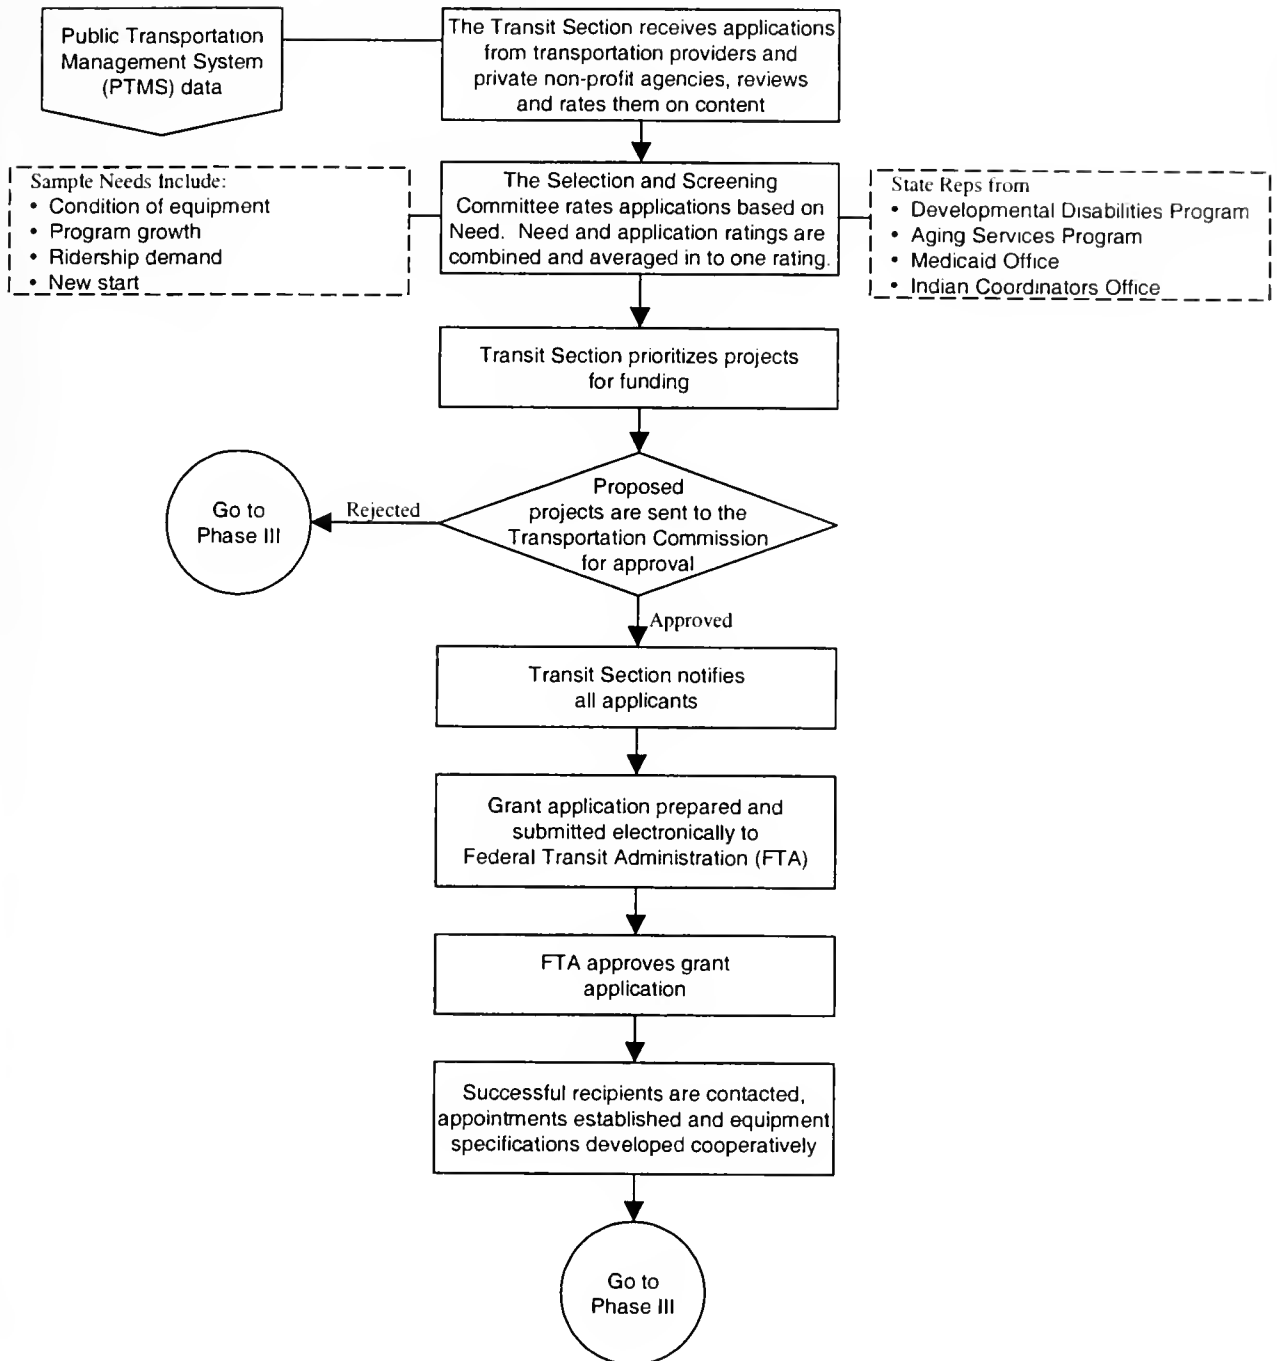 Public Transportation
Management System
(PTMS) data
The Transit Section receives applications
from transportation providers and
private non-profit agencies, reviews
and rates them on content
Sample Needs Include:
• Condition of equipment
• Program growth
• Ridership demand
• New start
The Selection and Screening
Committee rates applications based on
Need. Need and application ratings are
combined and averaged in to one rating.
State Reps from
• Developmental Disabilities Program
• Aging Services Program
• Medicaid Office
• Indian Coordinators Office
Transit Section prioritizes projects
for funding
Go to
Phase III
Rejected
Proposed
projects are sent to the
Transportation Commission
for approval
Approved
Transit Section notifies
all applicants
Grant application prepared and
submitted electronically to
Federal Transit Administration (FTA)
FTA approves grant
application
Successful recipients are contacted,
appointments established and equipment
specifications developed cooperatively
Go to
Phase III